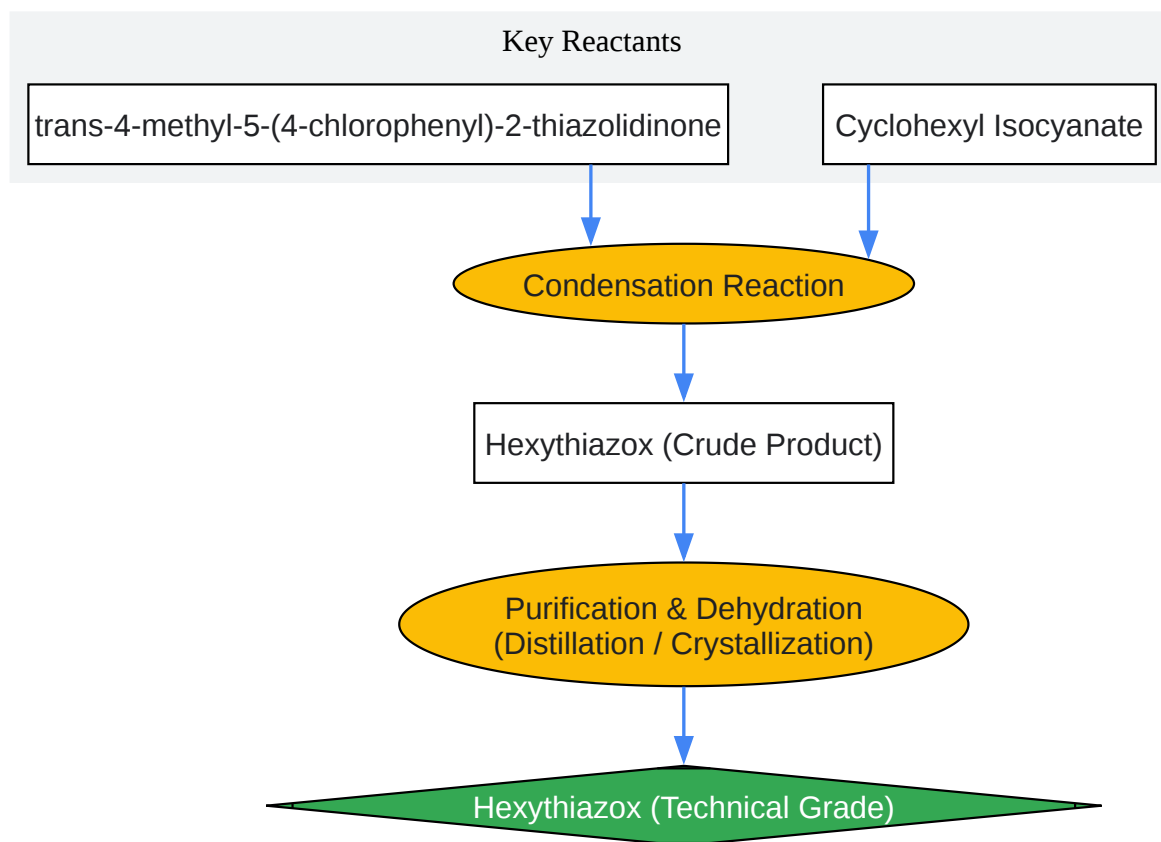 Key Reactants
trans-4-methyl-5-(4-chlorophenyl)-2-thiazolidinone
Cyclohexyl Isocyanate
Condensation Reaction
Hexythiazox (Crude Product)
Purification & Dehydration
(Distillation / Crystallization)
Hexythiazox (Technical Grade)